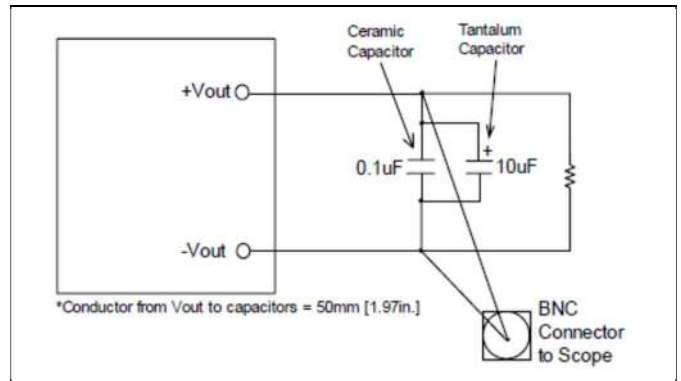 Ceramic
Capacitor
Tantalum
Capacitor
+Vout
+
0.1uF
10uF
-Vout
*Conductor from Vout to capacitors = 50mm [1.97in.]
BNC
Connector
to Scope